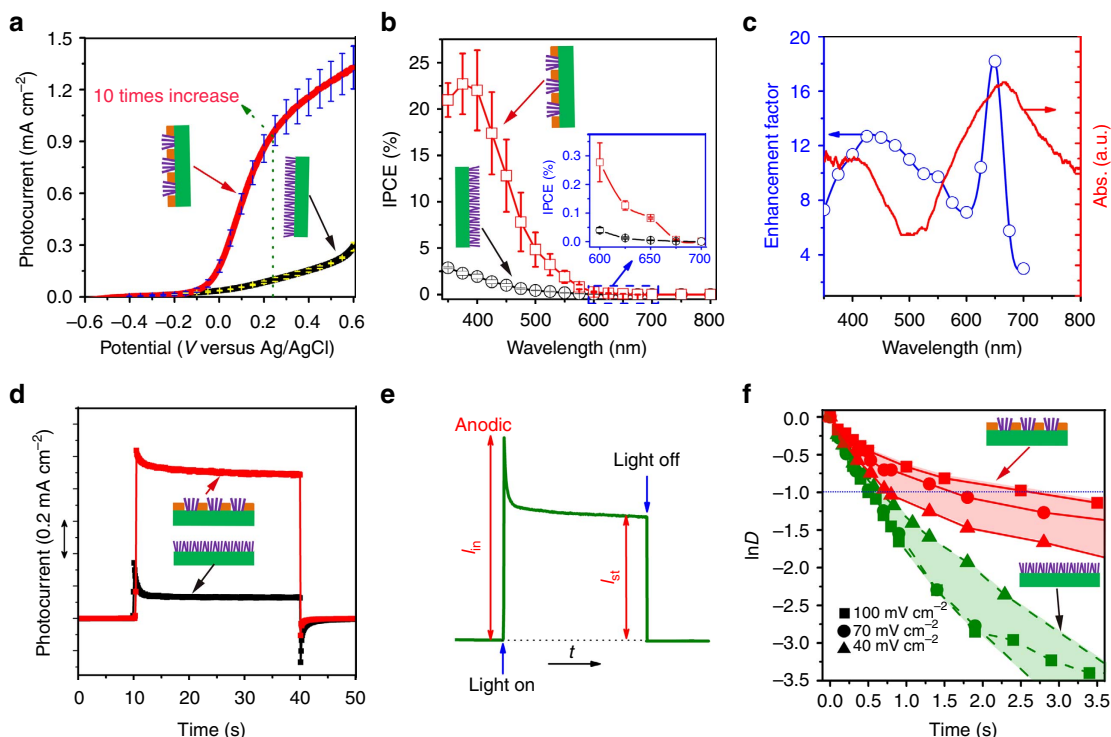 a
1.5
1.2
0.9
0.6
0.3
0.0
Photocurrent (mA cm−2)
10 times increase
−0.6 −0.4 −0.2 0.0 0.2 0.4 0.6
Potential (V versus Ag/AgCl)
b
25
20
15
10
5
0
IPCE (%)
0.3
0.2
0.1
0.0
IPCE (%)
600 650 700
400 500 600 700 800
Wavelength (nm)
c
20
16
12
8
4
Enhancement factor
Abs. (a.u.)
400 500 600 700 800
Wavelength (nm)
d
Photocurrent (0.2 mA cm−2)
0 10 20 30 40 50
Time (s)
e
Anodic
Light off
Iin
Ist
t
Light on
f
0.0
−0.5
−1.0
−1.5
−2.0
−2.5
−3.0
−3.5
lnD
100 mV cm−2
70 mV cm−2
40 mV cm−2
0.0 0.5 1.0 1.5 2.0 2.5 3.0 3.5
Time (s)